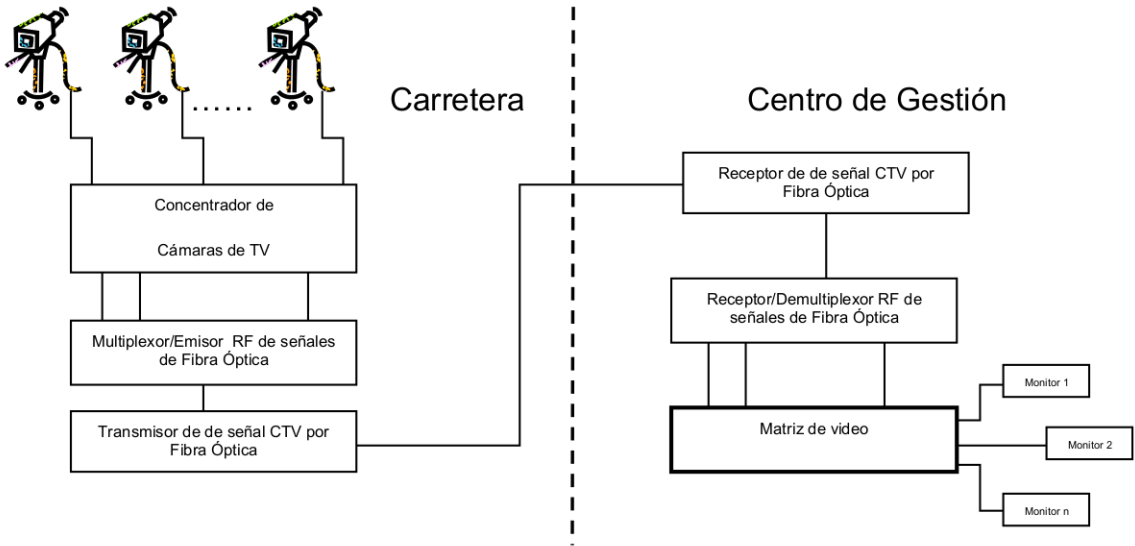 Carretera
Centro de Gestión
Concentrador de
Cámaras de TV
Multiplexor/Emisor RF de señales
de Fibra Óptica
Transmisor de de señal CTV por
Fibra Óptica
Receptor de de señal CTV por
Fibra Óptica
Receptor/Demultiplexor RF de
señales de Fibra Óptica
Matriz de video
Monitor 1
Monitor 2
Monitor n